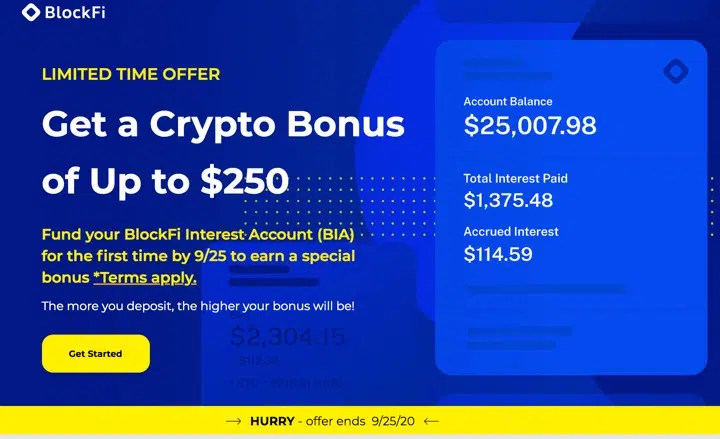 BlockFi
LIMITED TIME OFFER
Get a Crypto Bonus
of Up to $250
Fund your BlockFi Interest Account (BIA)
for the first time by 9/25 to earn a special
bonus *Terms apply.
The more you deposit, the higher your bonus will be!
Get Started
Account Balance
$25,007.98
Total Interest Paid
$1,375.48
Accrued Interest
$114.59
$2,304.15
HURRY - offer ends 9/25/20